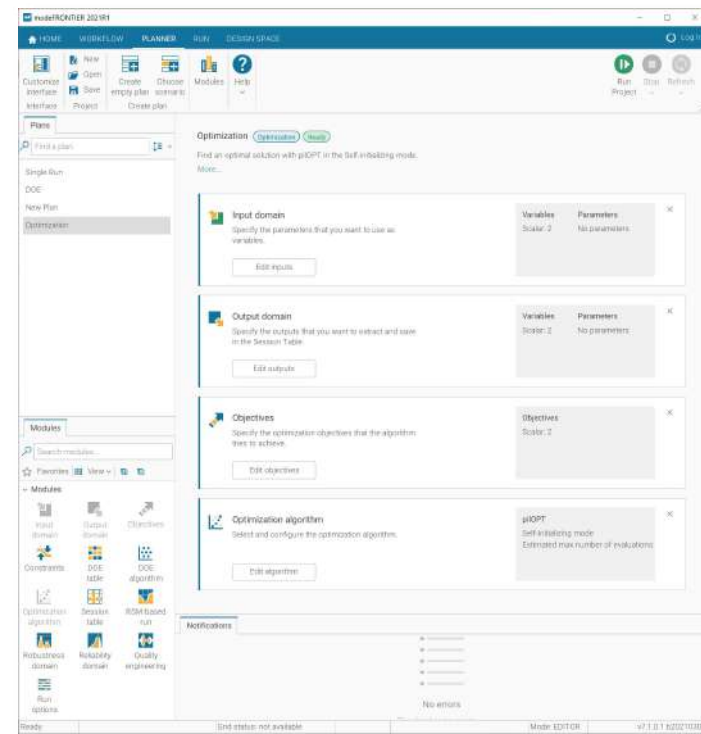 modeFRONTIER 2021R1
HOME WORKFLOW PLANNER RUN DESIGN SPACE Log In
New
Open
Save
Customize interface
Create empty plan
Choose scenario
Modules
Help
Run Project
Stop
Refresh
Interface Project Create plan
Plans
Find a plan
Single Run
DOE
New Plan
Optimization
Optimization Optimization Ready
Find an optimal solution with pilOPT in the Self-initializing mode.
More...
Input domain
Specify the parameters that you want to use as
variables.
Edit inputs
Variables Parameters
Scalar: 2 No parameters
Output domain
Specify the outputs that you want to extract and save
in the Session Table.
Edit outputs
Variables Parameters
Scalar: 2 No parameters
Objectives
Specify the optimization objectives that the algorithm
tries to achieve.
Edit objectives
Objectives
Scalar: 2
Optimization algorithm
Select and configure the optimization algorithm.
Edit algorithm
pilOPT
Self-initializing mode
Estimated max number of evaluations
Modules
Search modules...
Favorites View
Modules
Input domain
Output domain
Objectives
Constraints
DOE table
DOE algorithm
Optimization algorithm
Session table
RSM-based run
Robustness domain
Reliability domain
Quality engineering
Run options
Notifications
No errors
Ready Grid status: not available Mode: EDITOR